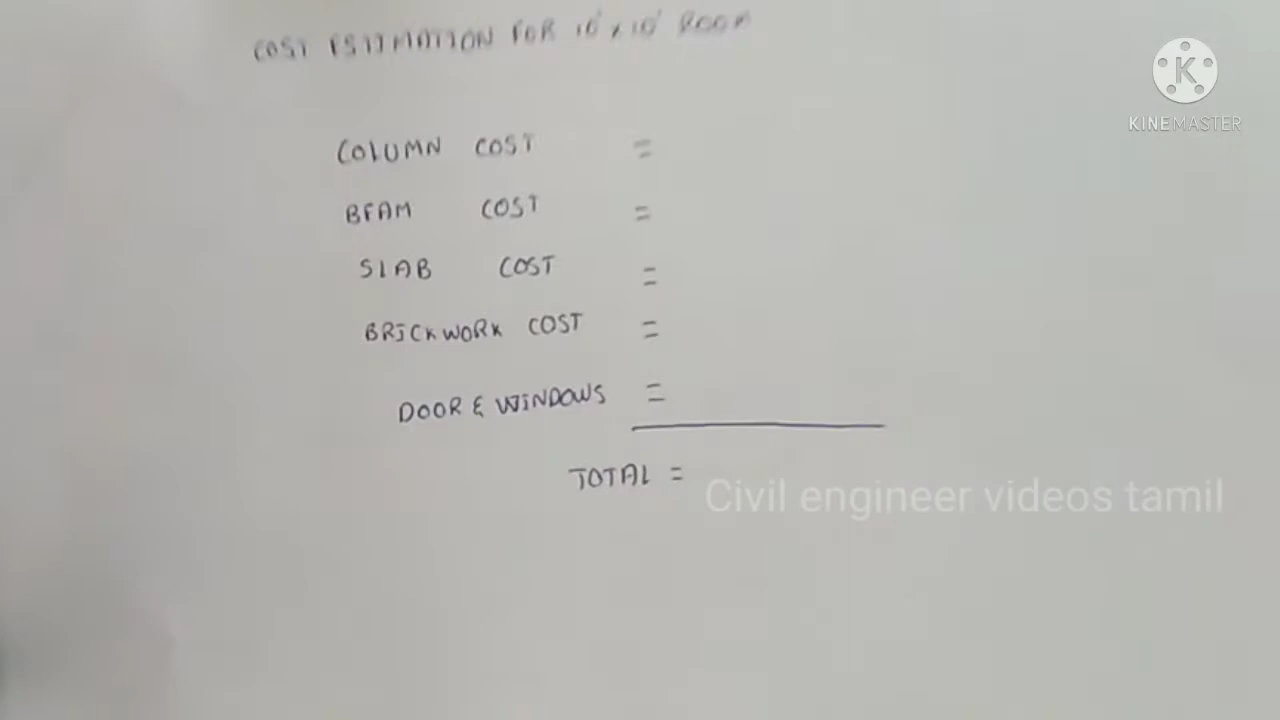 COST ESTIMATION FOR 10' x 10' ROOM
K
KINEMASTER
COLUMN COST =
BEAM COST =
SLAB COST =
BRICKWORK COST =
DOOR & WINDOWS =
TOTAL =
Civil engineer videos tamil